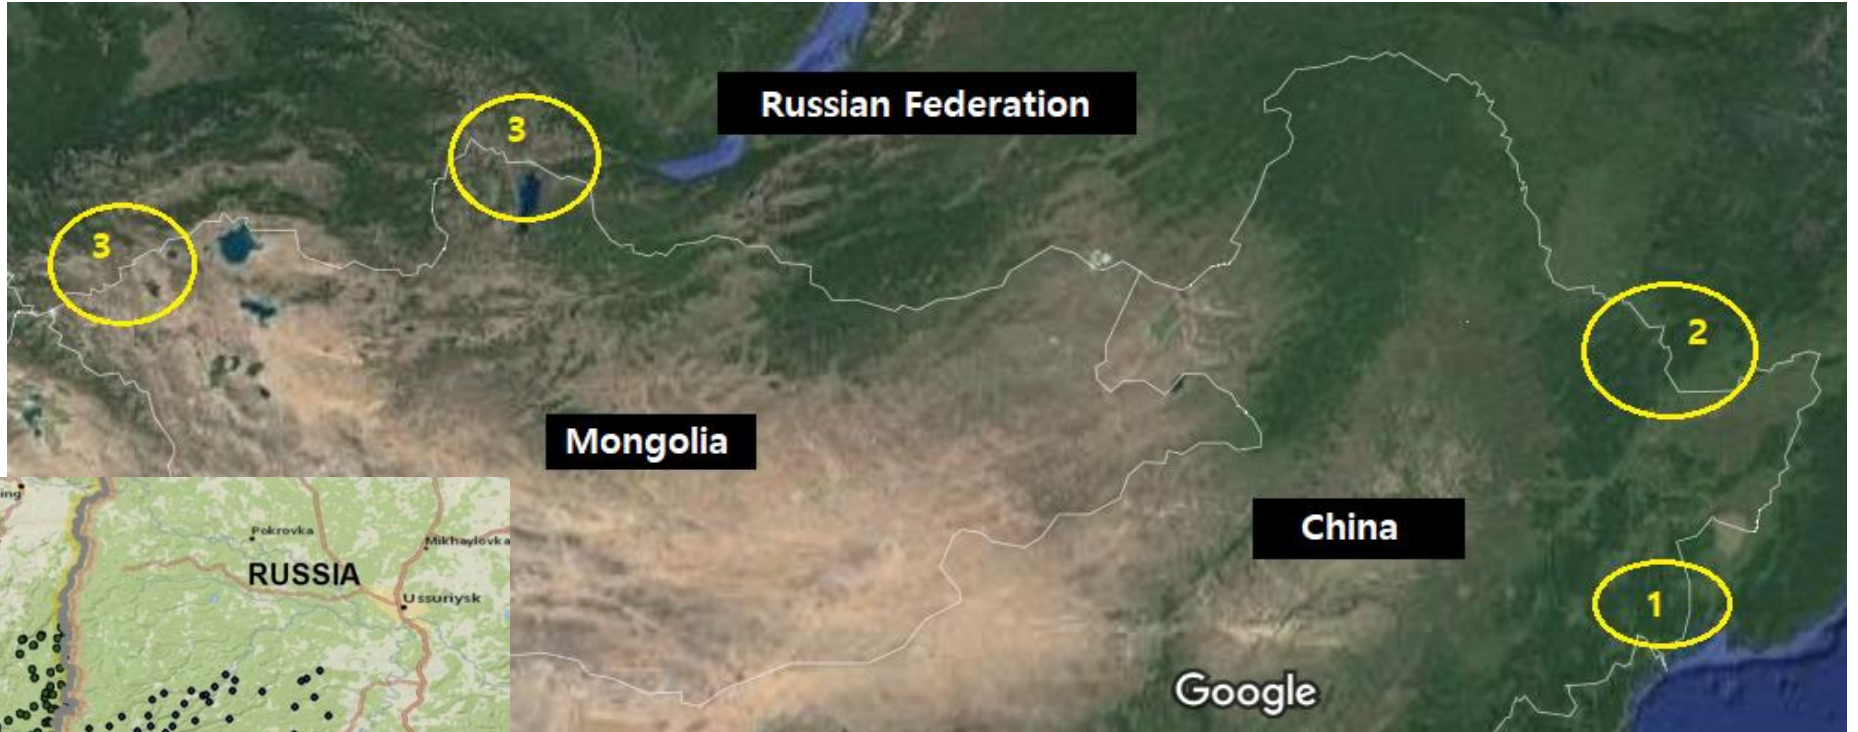 Russian Federation
3
3
2
Mongolia
China
1
Google
ing
Pokrovka
Mikhaylovka
RUSSIA
Ussuriysk